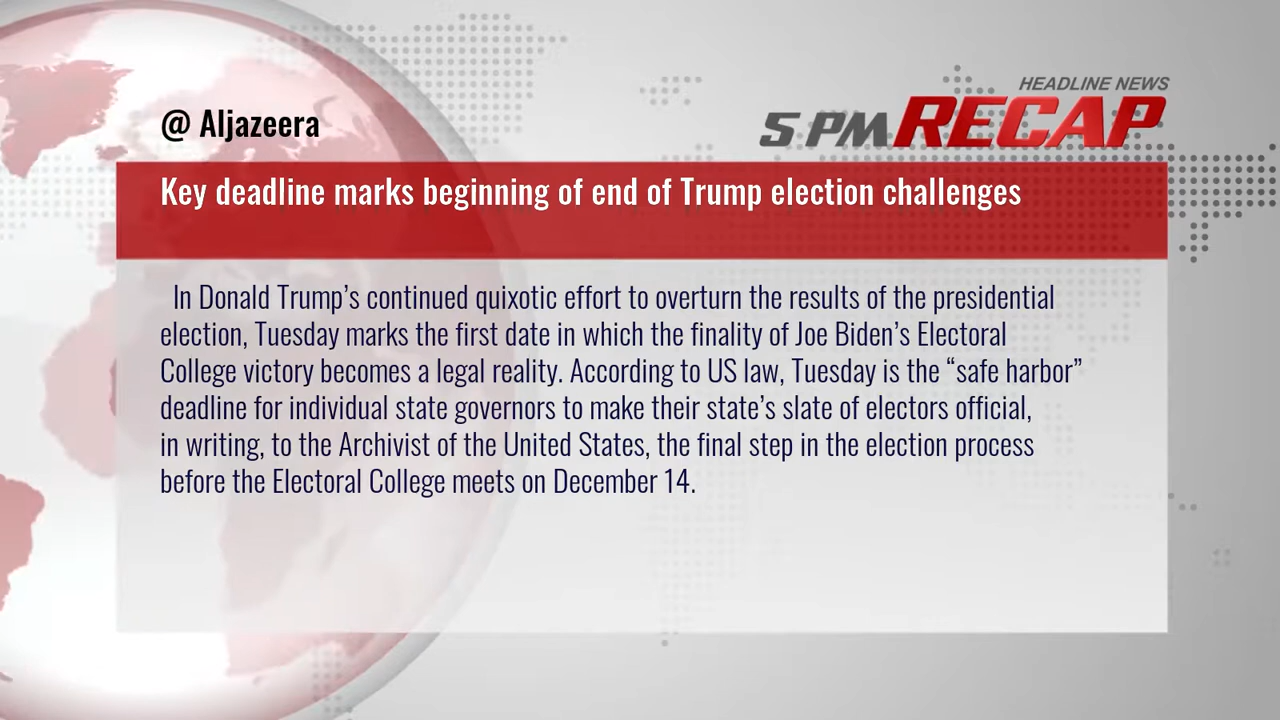 HEADLINE NEWS
5 PM RECAP
@ Aljazeera
Key deadline marks beginning of end of Trump election challenges
In Donald Trump’s continued quixotic effort to overturn the results of the presidential
election, Tuesday marks the first date in which the finality of Joe Biden’s Electoral
College victory becomes a legal reality. According to US law, Tuesday is the “safe harbor”
deadline for individual state governors to make their state’s slate of electors official,
in writing, to the Archivist of the United States, the final step in the election process
before the Electoral College meets on December 14.